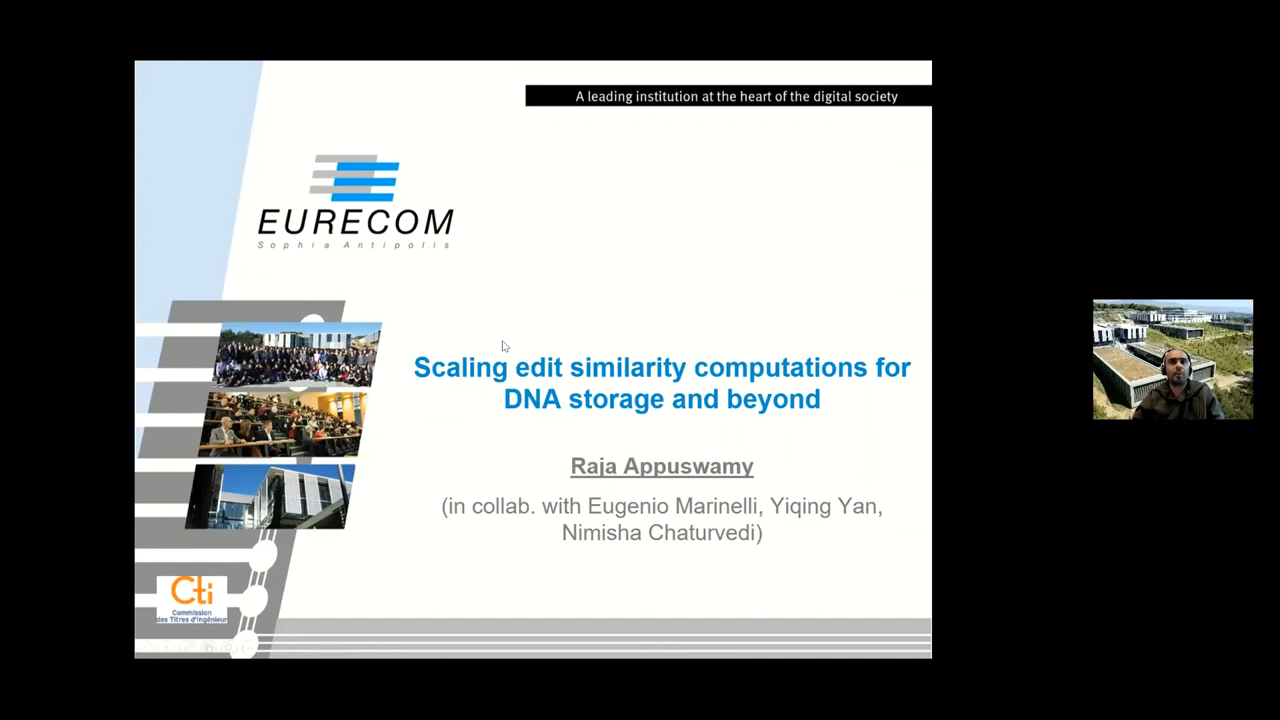 A leading institution at the heart of the digital society
EURECOM
Sophia Antipolis
Scaling edit similarity computations for
DNA storage and beyond
Raja Appuswamy
(in collab. with Eugenio Marinelli, Yiqing Yan,
Nimisha Chaturvedi)
Cti
Commission
des Titres d'Ingénieur